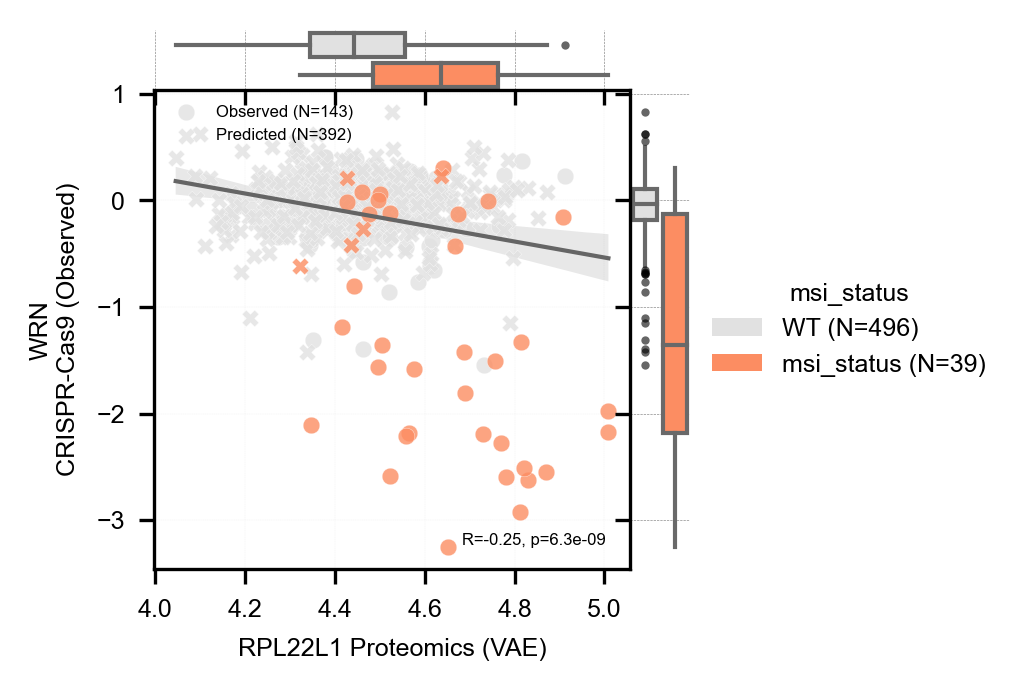 Observed (N=143)
Predicted (N=392)
1
0
−1
−2
−3
WRN
CRISPR-Cas9 (Observed)
R=-0.25, p=6.3e-09
4.0 4.2 4.4 4.6 4.8 5.0
RPL22L1 Proteomics (VAE)
msi_status
WT (N=496)
msi_status (N=39)